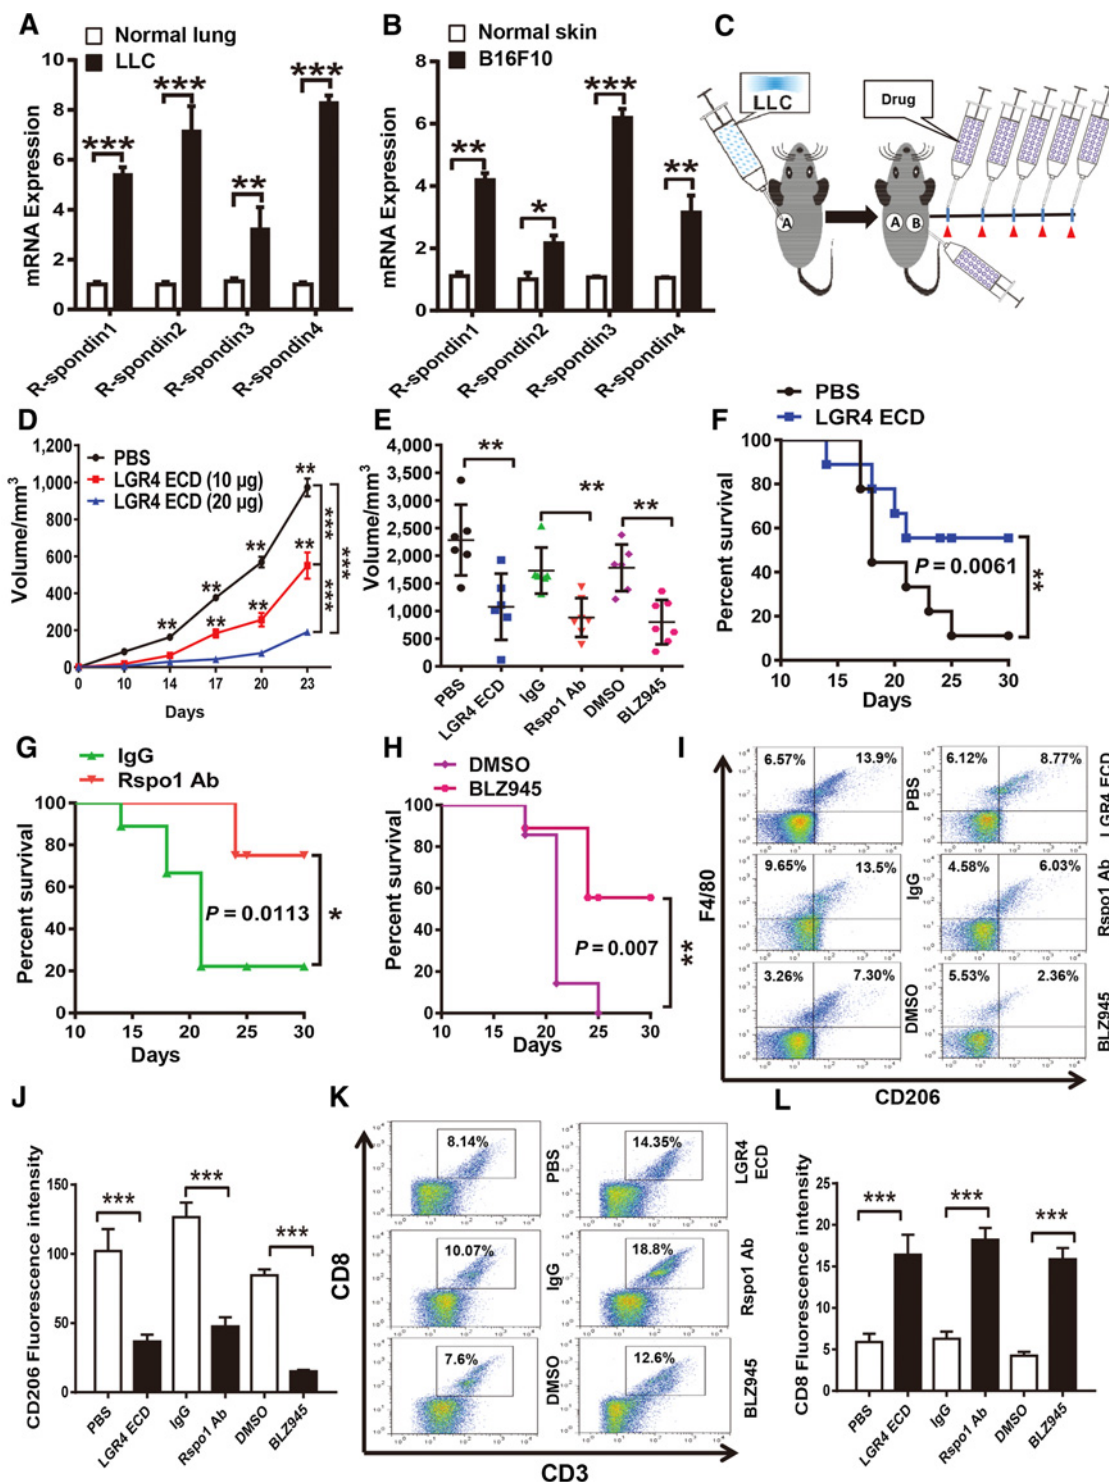 A
Normal lung
LLC
mRNA Expression
10
8
6
4
2
0
***
***
**
***
R-spondin1
R-spondin2
R-spondin3
R-spondin4
B
Normal skin
B16F10
mRNA Expression
8
6
4
2
0
**
*
***
**
R-spondin1
R-spondin2
R-spondin3
R-spondin4
C
LLC
Drug
A
A
B
D
PBS
LGR4 ECD (10 µg)
LGR4 ECD (20 µg)
Volume/mm³
1,200
1,000
800
600
400
200
0
**
**
**
**
**
**
**
***
***
***
0
10
14
17
20
23
Days
E
Volume/mm³
4,000
3,500
3,000
2,500
2,000
1,500
1,000
500
0
**
**
**
PBS
LGR4 ECD
IgG
Rspo1 Ab
DMSO
BLZ945
F
PBS
LGR4 ECD
Percent survival
100
80
60
40
20
0
P = 0.0061
**
10
15
20
25
30
Days
G
IgG
Rspo1 Ab
Percent survival
100
80
60
40
20
0
P = 0.0113
*
10
15
20
25
30
Days
H
DMSO
BLZ945
Percent survival
100
80
60
40
20
0
P = 0.007
**
10
15
20
25
30
Days
I
6.57%
13.9%
PBS
6.12%
8.77%
LGR4 ECD
9.65%
13.5%
IgG
4.58%
6.03%
Rspo1 Ab
3.26%
7.30%
DMSO
5.53%
2.36%
BLZ945
F4/80
CD206
J
CD206 Fluorescence intensity
150
100
50
0
***
***
***
PBS
LGR4 ECD
IgG
Rspo1 Ab
DMSO
BLZ945
K
8.14%
PBS
14.35%
LGR4
ECD
10.07%
IgG
18.8%
Rspo1 Ab
7.6%
DMSO
12.6%
BLZ945
CD8
CD3
L
CD8 Fluorescence intensity
25
20
15
10
5
0
***
***
***
PBS
LGR4 ECD
IgG
Rspo1 Ab
DMSO
BLZ945